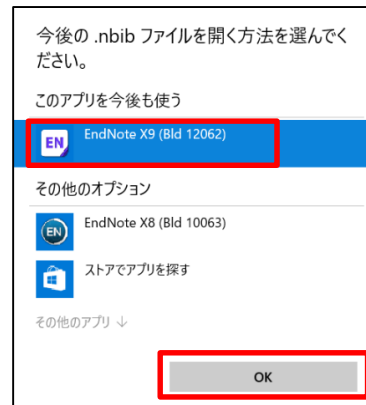 今後の .nbib ファイルを開く方法を選んでく
ださい。
このアプリを今後も使う
EN
EndNote X9 (Bld 12062)
その他のオプション
EN
EndNote X8 (Bld 10063)
ストアでアプリを探す
その他のアプリ ↓
OK